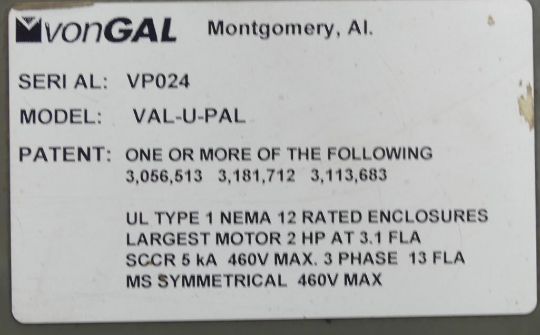 vonGAL Montgomery, Al.
SERIAL: VP024
MODEL: VAL-U-PAL
PATENT: ONE OR MORE OF THE FOLLOWING
3,056,513 3,181,712 3,113,683
UL TYPE 1 NEMA 12 RATED ENCLOSURES
LARGEST MOTOR 2 HP AT 3.1 FLA
SCCR 5 kA 460V MAX. 3 PHASE 13 FLA
MS SYMMETRICAL 460V MAX